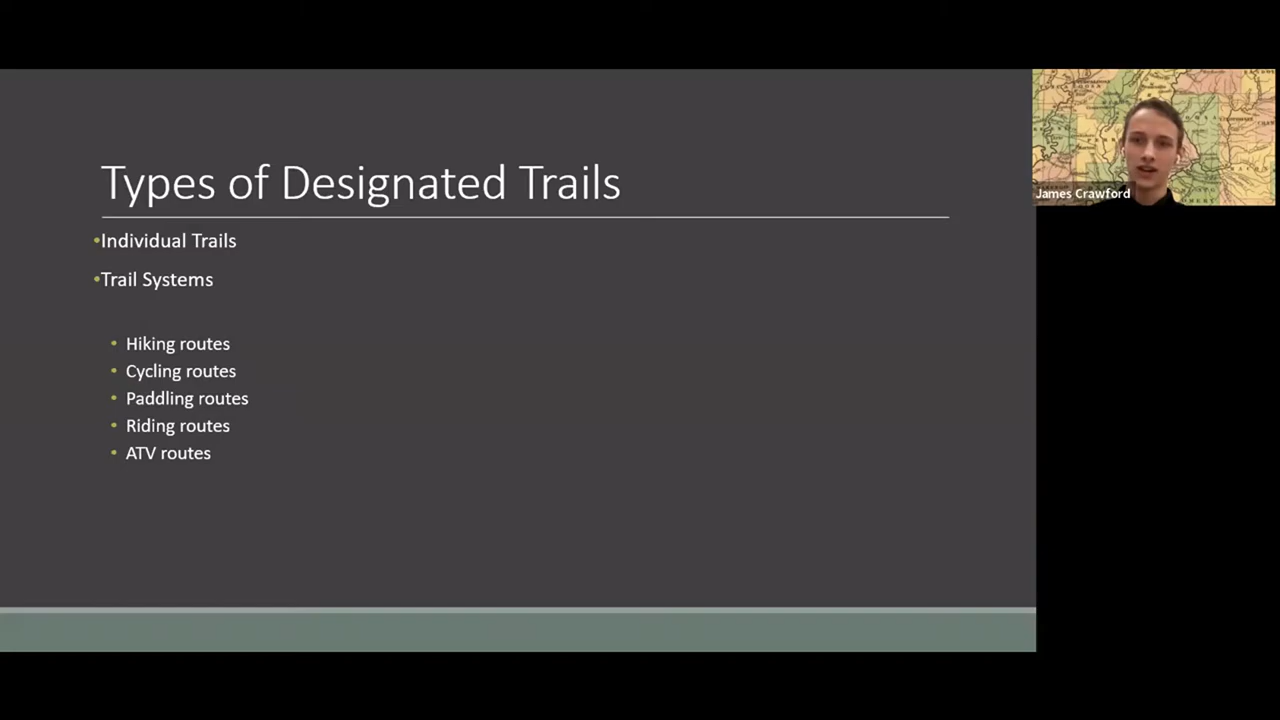 Types of Designated Trails
•Individual Trails
•Trail Systems
• Hiking routes
• Cycling routes
• Paddling routes
• Riding routes
• ATV routes
James Crawford